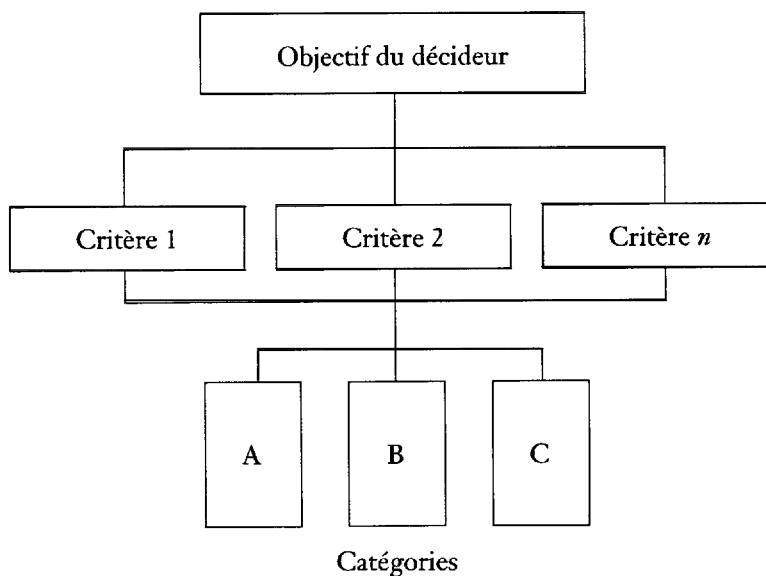 Objectif du décideur
Critère 1
Critère 2
Critère n
A
B
C
Catégories